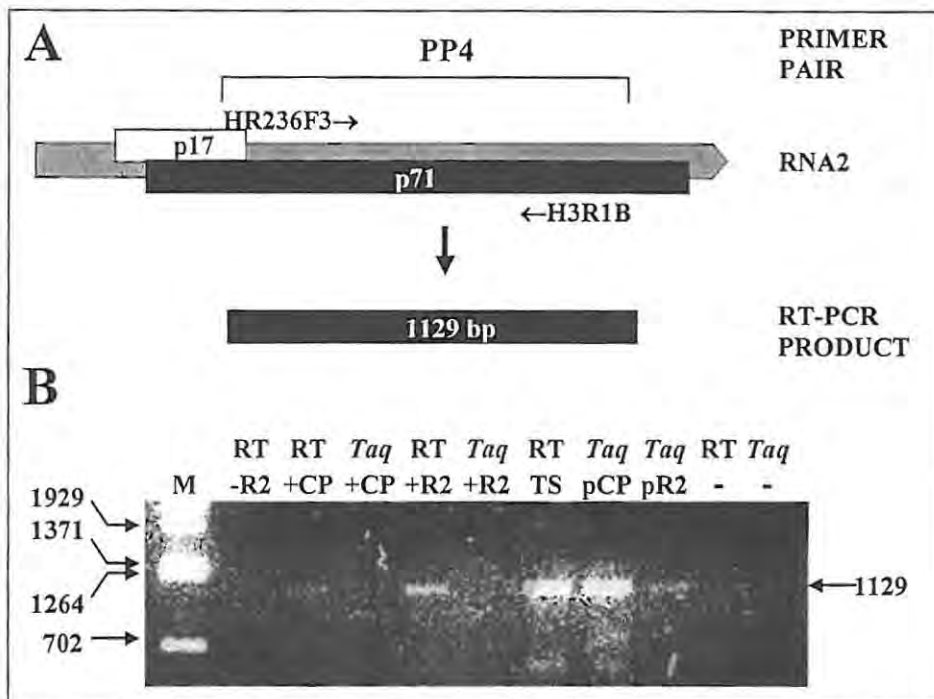 A
PP4
PRIMER
PAIR
HR236F3→
p17
RNA2
p71
←H3R1B
1129 bp
RT-PCR
PRODUCT
B
RT RT Taq RT Taq RT Taq Taq RT Taq
M -R2 +CP +CP +R2 +R2 TS pCP pR2 - -
1929
1371
1264
702
1129